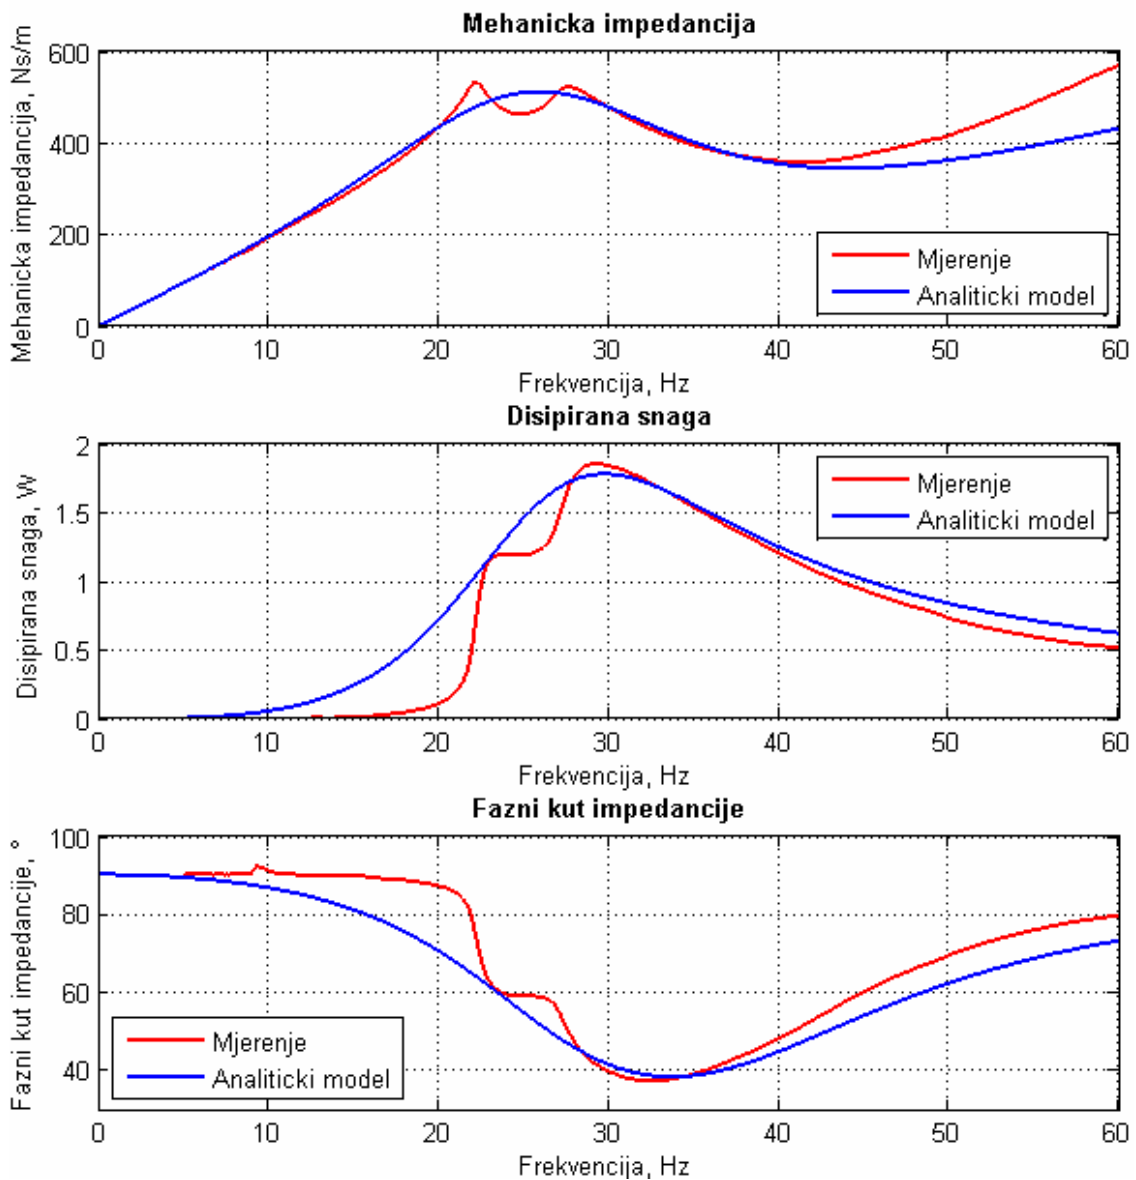 Mehanicka impedancija
Mehanicka impedancija, Ns/m
600
400
200
0
Mjerenje
Analiticki model
0 10 20 30 40 50 60
Frekvencija, Hz
Disipirana snaga
Disipirana snaga, W
2
1.5
1
0.5
0
Mjerenje
Analiticki model
0 10 20 30 40 50 60
Frekvencija, Hz
Fazni kut impedancije
Fazni kut impedancije, °
100
80
60
40
Mjerenje
Analiticki model
0 10 20 30 40 50 60
Frekvencija, Hz